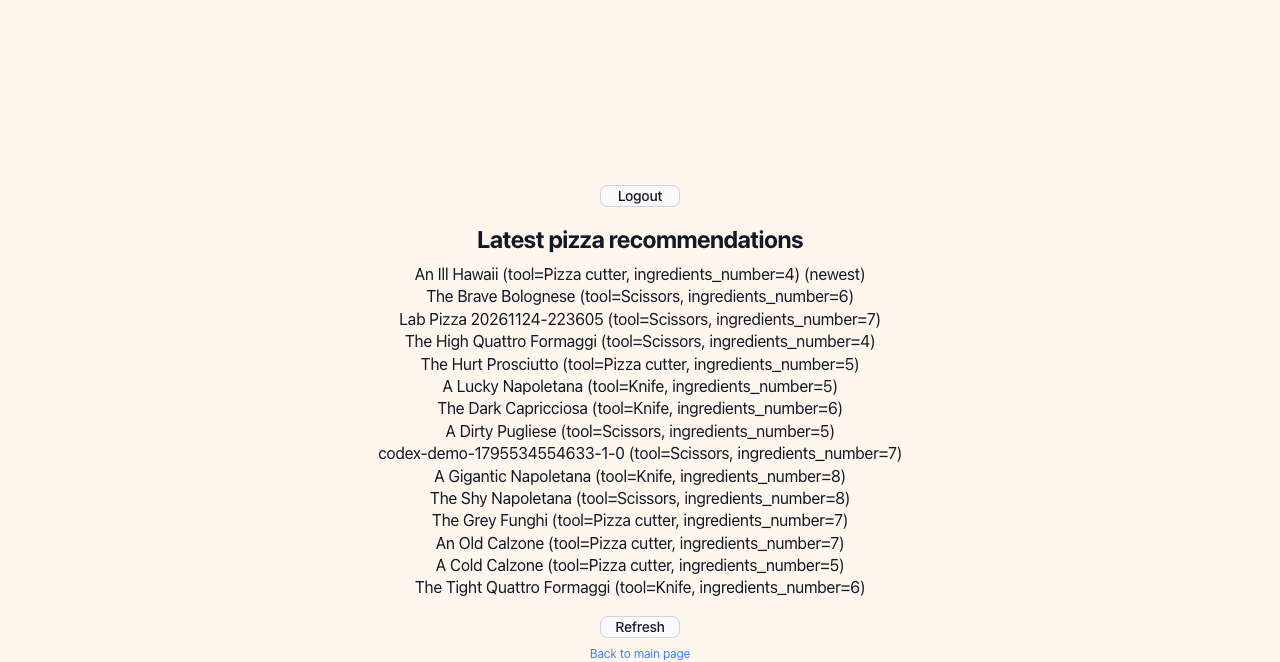 Logout
Latest pizza recommendations
An Ill Hawaii (tool=Pizza cutter, ingredients_number=4) (newest)
The Brave Bolognese (tool=Scissors, ingredients_number=6)
Lab Pizza 20261124-223605 (tool=Scissors, ingredients_number=7)
The High Quattro Formaggi (tool=Scissors, ingredients_number=4)
The Hurt Prosciutto (tool=Pizza cutter, ingredients_number=5)
A Lucky Napoletana (tool=Knife, ingredients_number=5)
The Dark Capricciosa (tool=Knife, ingredients_number=6)
A Dirty Pugliese (tool=Scissors, ingredients_number=5)
codex-demo-1795534554633-1-0 (tool=Scissors, ingredients_number=7)
A Gigantic Napoletana (tool=Knife, ingredients_number=8)
The Shy Napoletana (tool=Scissors, ingredients_number=8)
The Grey Funghi (tool=Pizza cutter, ingredients_number=7)
An Old Calzone (tool=Pizza cutter, ingredients_number=7)
A Cold Calzone (tool=Pizza cutter, ingredients_number=5)
The Tight Quattro Formaggi (tool=Knife, ingredients_number=6)
Refresh
Back to main page